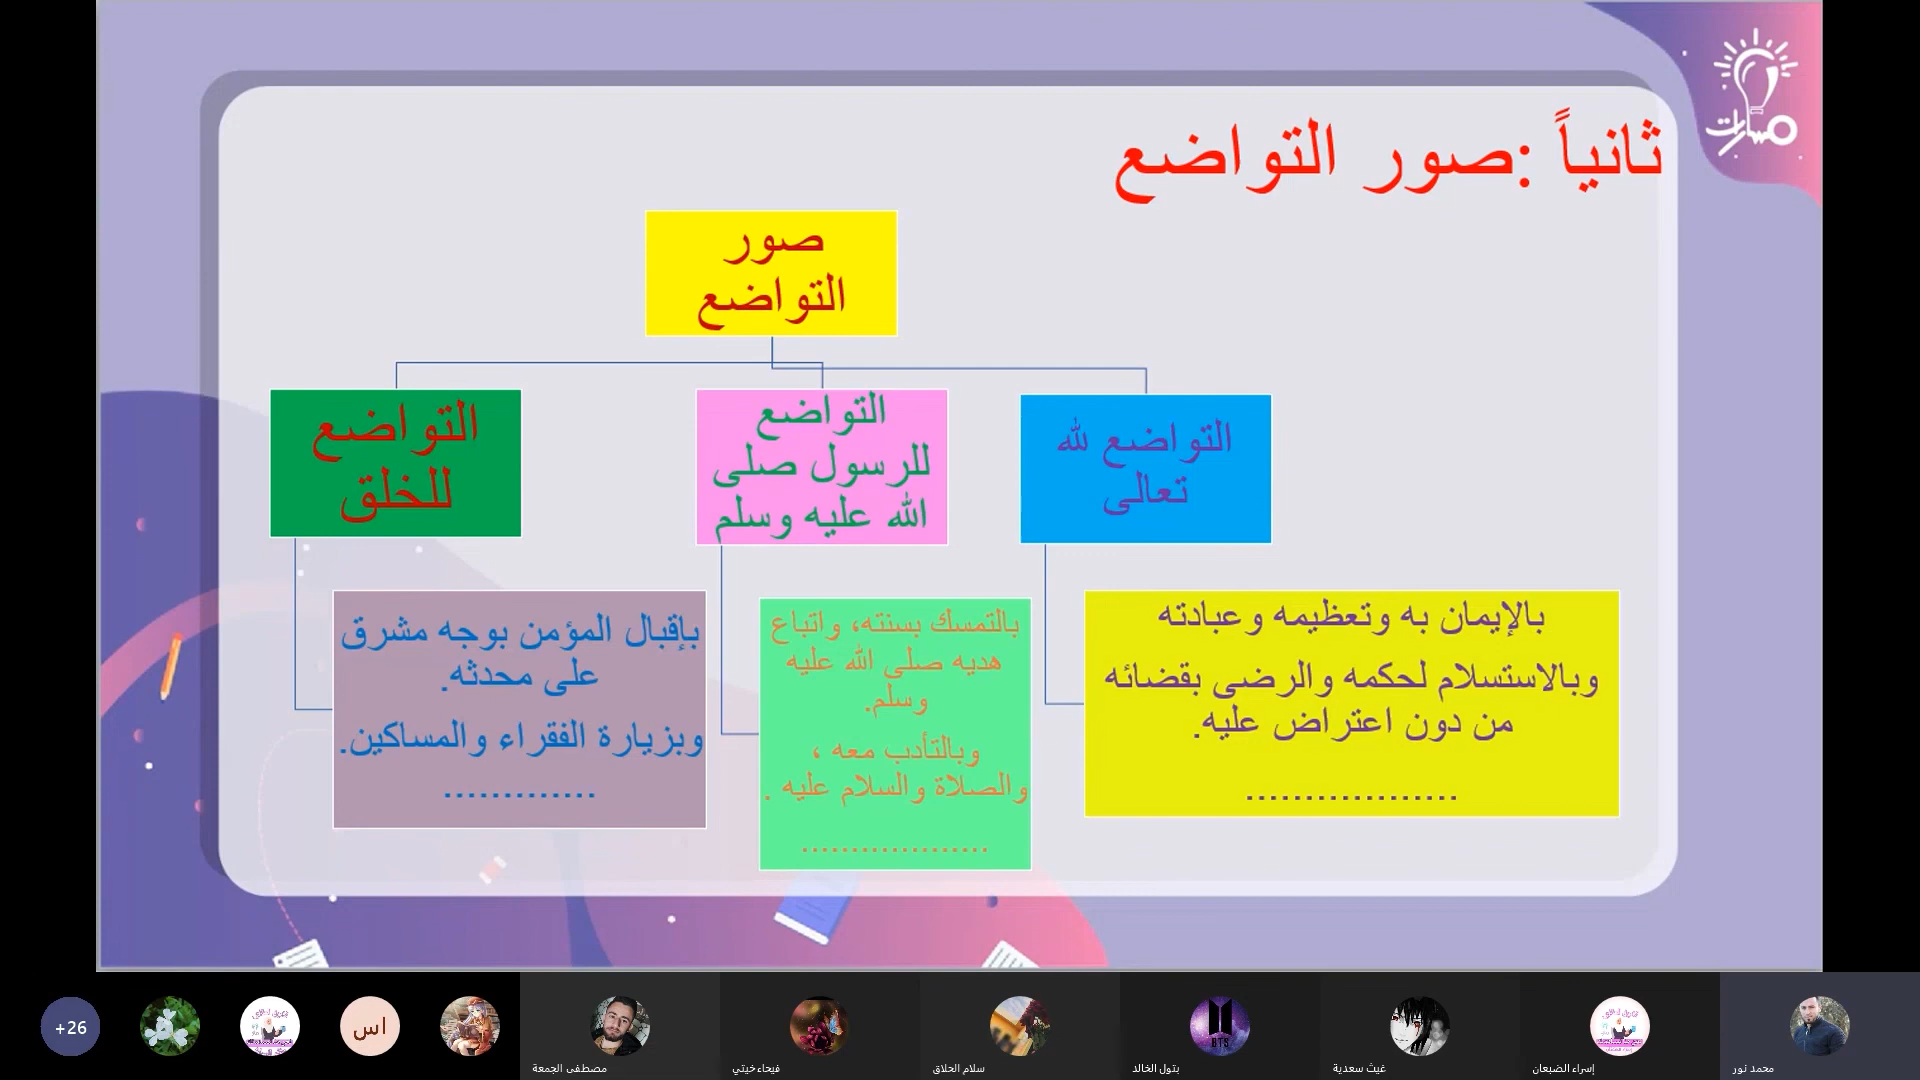 مسارات
ثانياً :صور التواضع
صور
التواضع
التواضع لله
تعالى
التواضع
للرسول صلى
الله عليه وسلم
التواضع
للخلق
بالإيمان به وتعظيمه وعبادته
وبالاستسلام لحكمه والرضى بقضائه
من دون اعتراض عليه.
..................
بالتمسك بسنته، واتباع
هديه صلى الله عليه
وسلم.
وبالتأدب معه ،
والصلاة والسلام عليه .
...................
بإقبال المؤمن بوجه مشرق
على محدثه.
وبزيارة الفقراء والمساكين.
.............
+26
اس
BTS
مصطفى الجمعة
فيحاءخيتي
سلام الحلاق
بتول الخالد
غيث سعدية
إسراء الضبعان
محمد نور